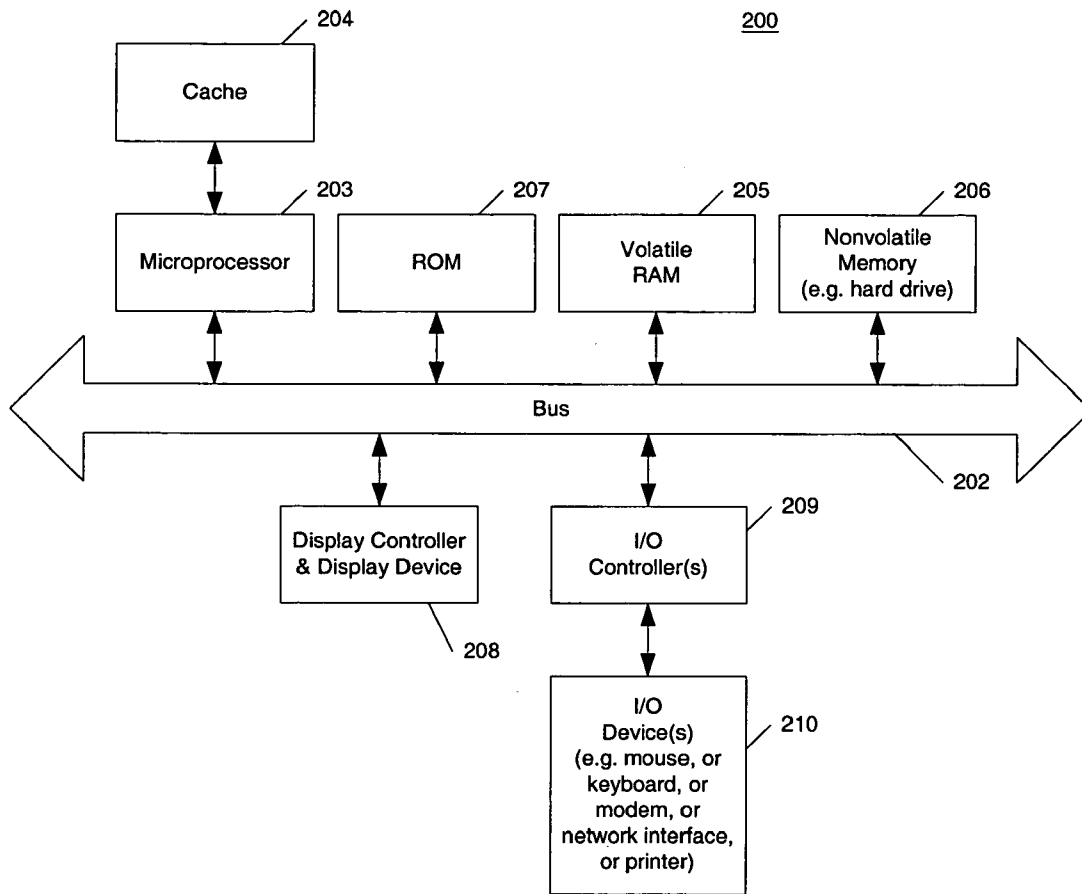 204
200
Cache
203
207
205
206
Microprocessor
ROM
Volatile
RAM
Nonvolatile
Memory
(e.g. hard drive)
Bus
202
Display Controller
& Display Device
208
I/O
Controller(s)
209
I/O
Device(s)
(e.g. mouse, or
keyboard, or
modem, or
network interface,
or printer)
210